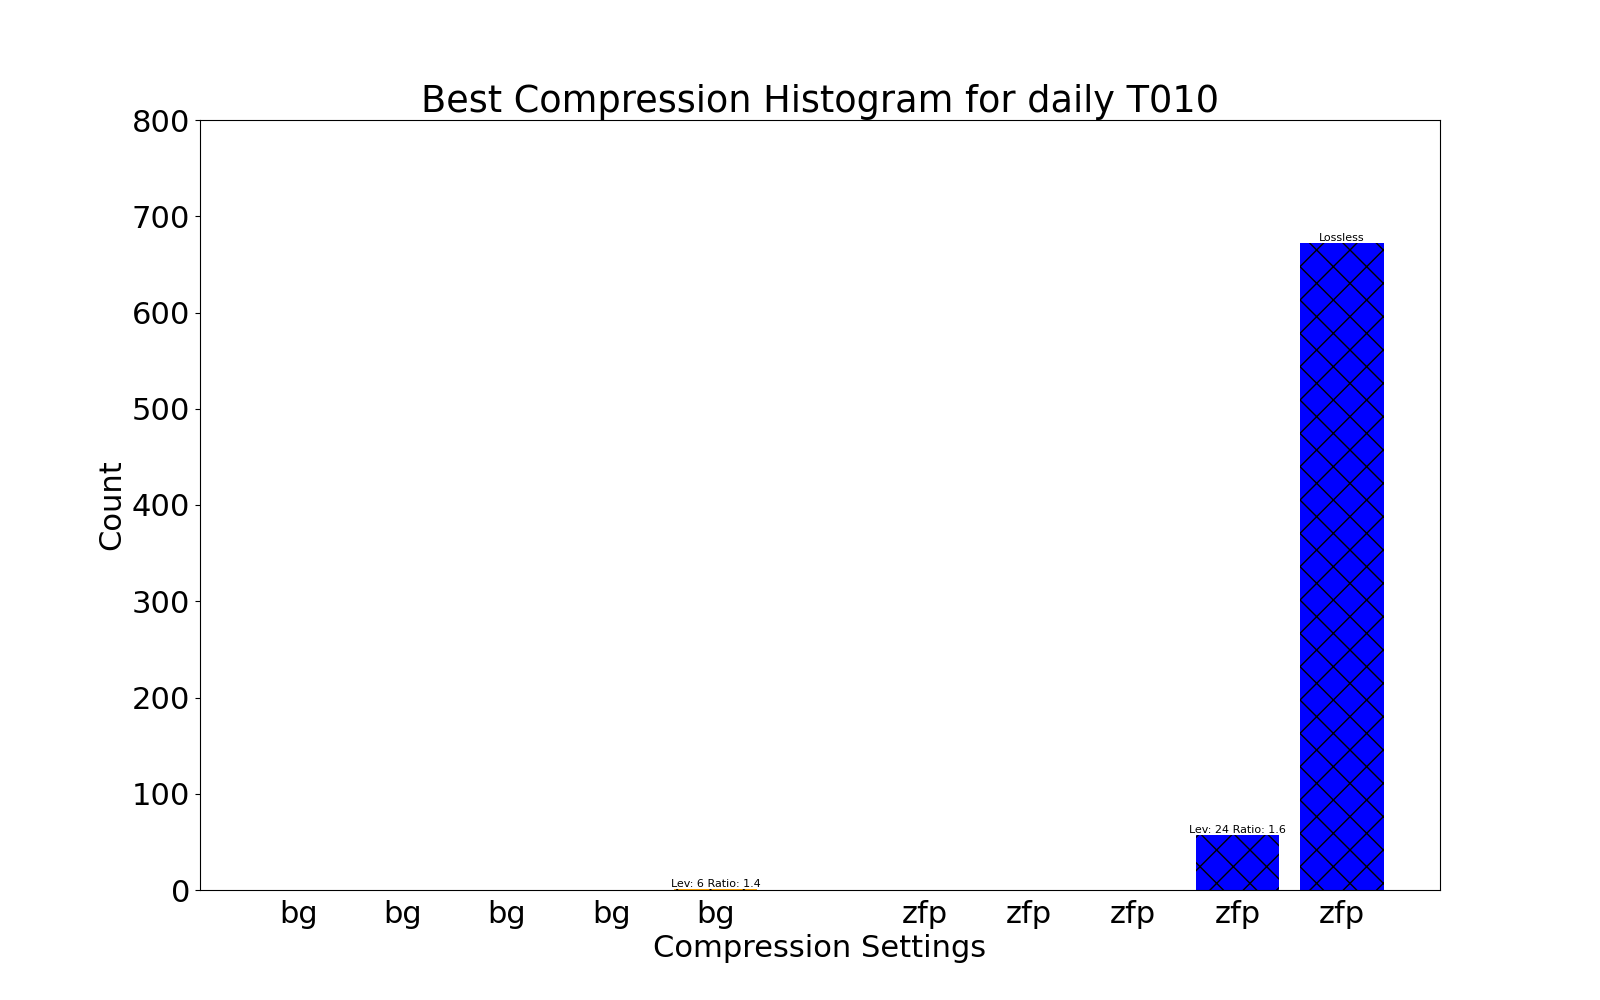 Best Compression Histogram for daily T010
800
700
600
500
400
300
200
100
0
Count
Lossless
Lev: 24 Ratio: 1.6
Lev: 6 Ratio: 1.4
bg bg bg bg bg zfp zfp zfp zfp zfp
Compression Settings